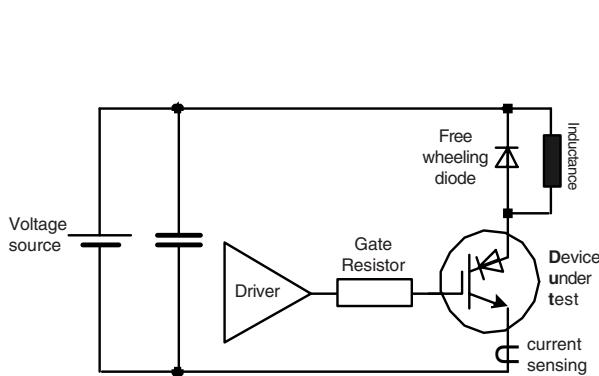 Free
wheeling
diode
Inductance
Voltage
source
Gate
Resistor
Driver
Device
under
test
current
sensing